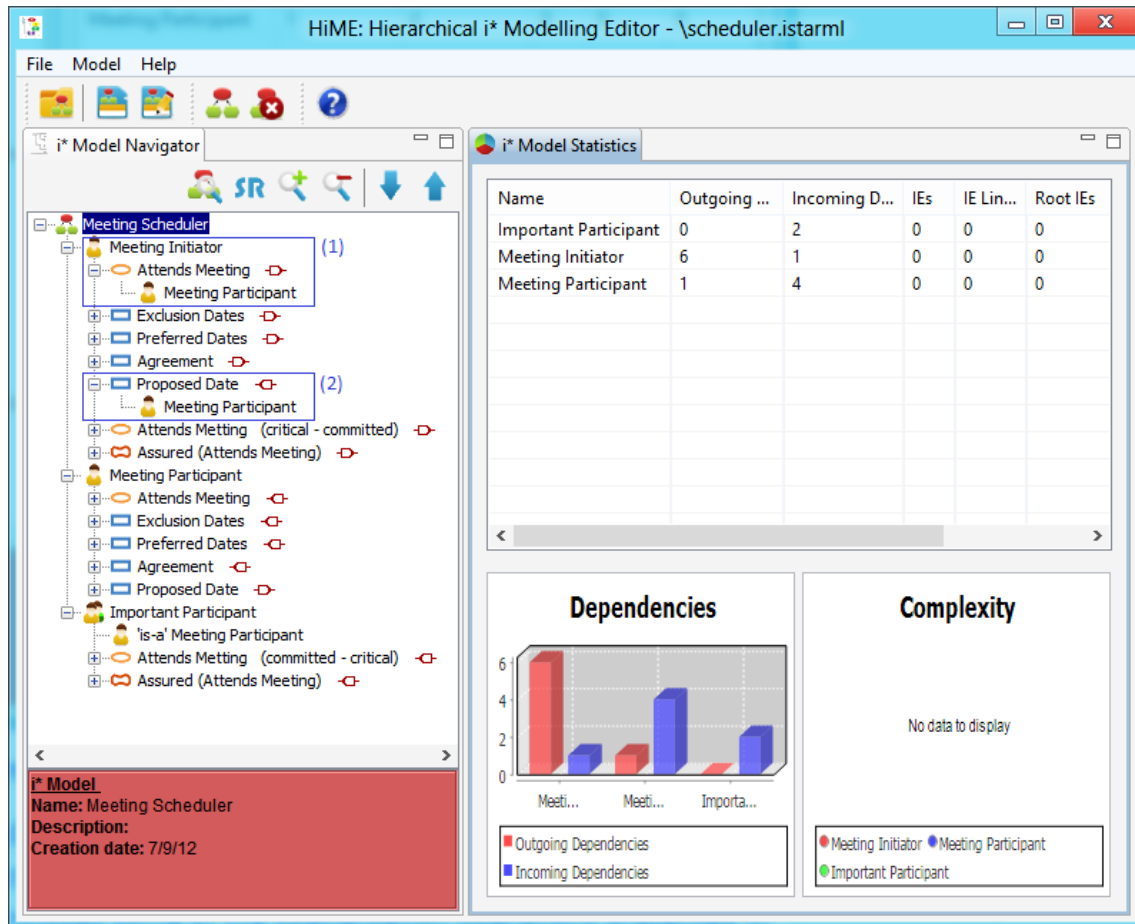 HiME: Hierarchical i* Modelling Editor - \scheduler.istarml
File Model Help
i* Model Navigator
SR
Meeting Scheduler
Meeting Initiator (1)
Attends Meeting
Meeting Participant
Exclusion Dates
Preferred Dates
Agreement
Proposed Date (2)
Meeting Participant
Attends Metting (critical - committed)
Assured (Attends Meeting)
Meeting Participant
Attends Meeting
Exclusion Dates
Preferred Dates
Agreement
Proposed Date
Important Participant
'is-a' Meeting Participant
Attends Metting (committed - critical)
Assured (Attends Meeting)
i* Model
Name: Meeting Scheduler
Description:
Creation date: 7/9/12
i* Model Statistics
Name Outgoing ... Incoming D... IEs IE Lin... Root IEs
Important Participant 0 2 0 0 0
Meeting Initiator 6 1 0 0 0
Meeting Participant 1 4 0 0 0
Dependencies
6
4
2
0
Meeti... Meeti... Importa...
Outgoing Dependencies
Incoming Dependencies
Complexity
No data to display
Meeting Initiator Meeting Participant
Important Participant